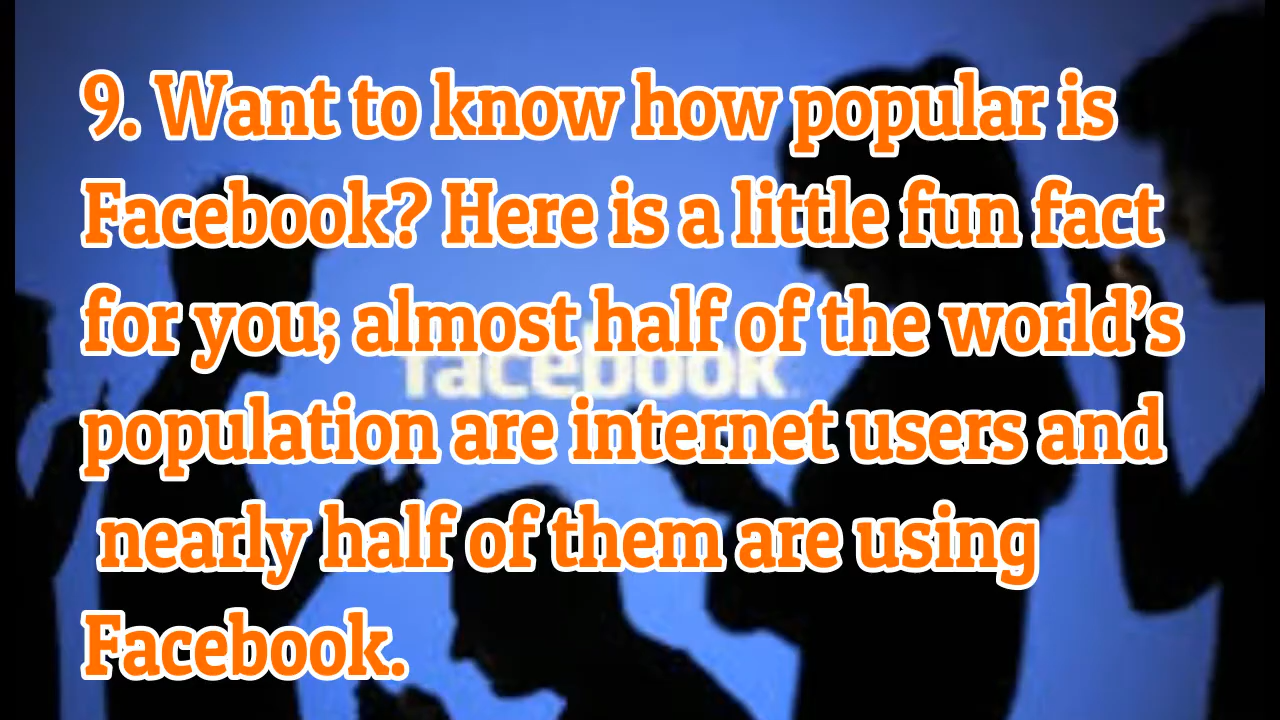 9. Want to know how popular is
Facebook? Here is a little fun fact
for you; almost half of the world’s
facebook
population are internet users and
nearly half of them are using
Facebook.